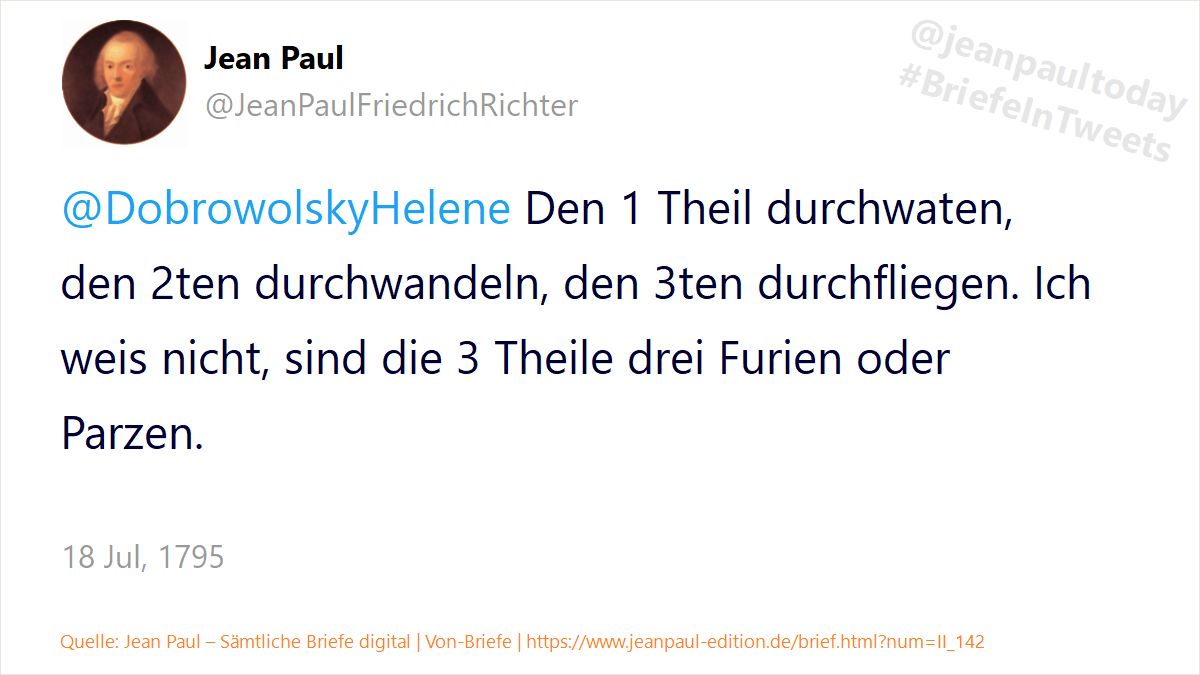 Jean Paul
@JeanPaulFriedrichRichter
@jeanpaultoday
#BriefeInTweets
@DobrowolskyHelene Den 1 Theil durchwaten,
den 2ten durchwandeln, den 3ten durchfliegen. Ich
weis nicht, sind die 3 Theile drei Furien oder
Parzen.
18 Jul, 1795
Quelle: Jean Paul – Sämtliche Briefe digital | Von-Briefe | https://www.jeanpaul-edition.de/brief.html?num=II_142